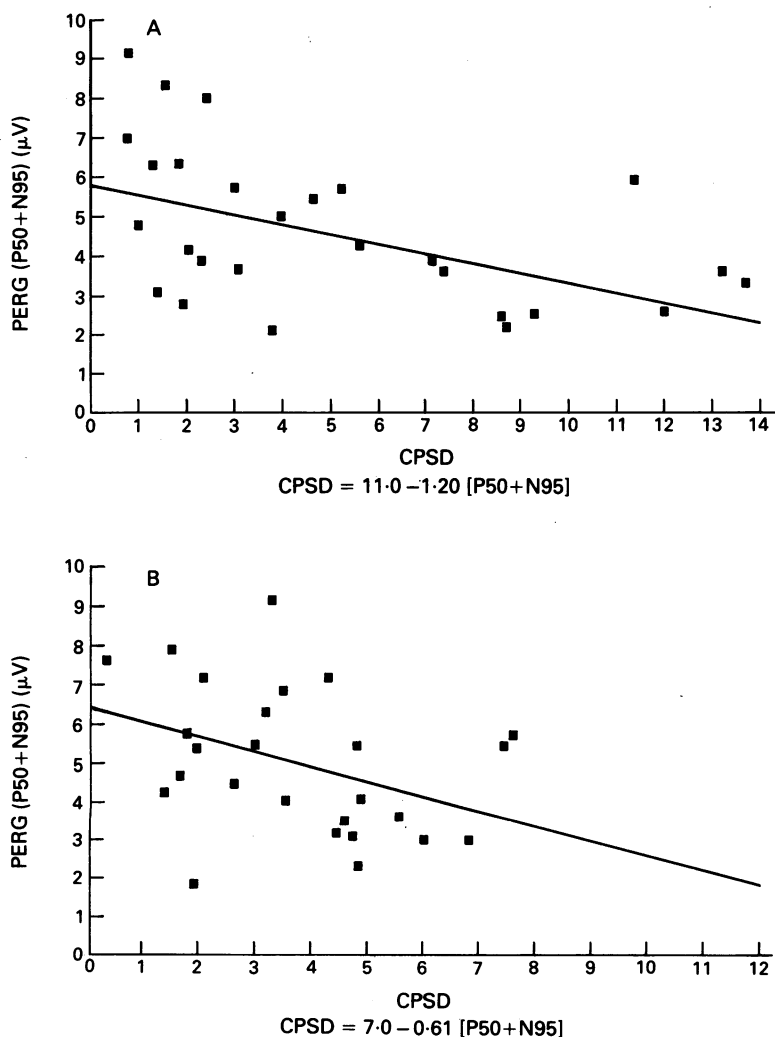 A
PERG (P50+N95) (μV)
10
9
8
7
6
5
4
3
2
1
0
0 1 2 3 4 5 6 7 8 9 10 11 12 13 14
CPSD
CPSD = 11·0 –1·20 [P50+N95]
B
PERG (P50+N95) (μV)
10
9
8
7
6
5
4
3
2
1
0
0 1 2 3 4 5 6 7 8 9 10 11 12
CPSD
CPSD = 7·0 – 0·61 [P50+N95]